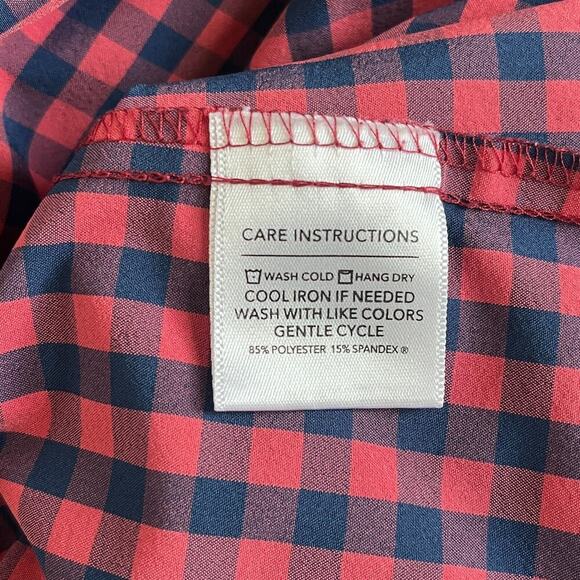 CARE INSTRUCTIONS
WASH COLD HANG DRY
COOL IRON IF NEEDED
WASH WITH LIKE COLORS
GENTLE CYCLE
85% POLYESTER 15% SPANDEX ®